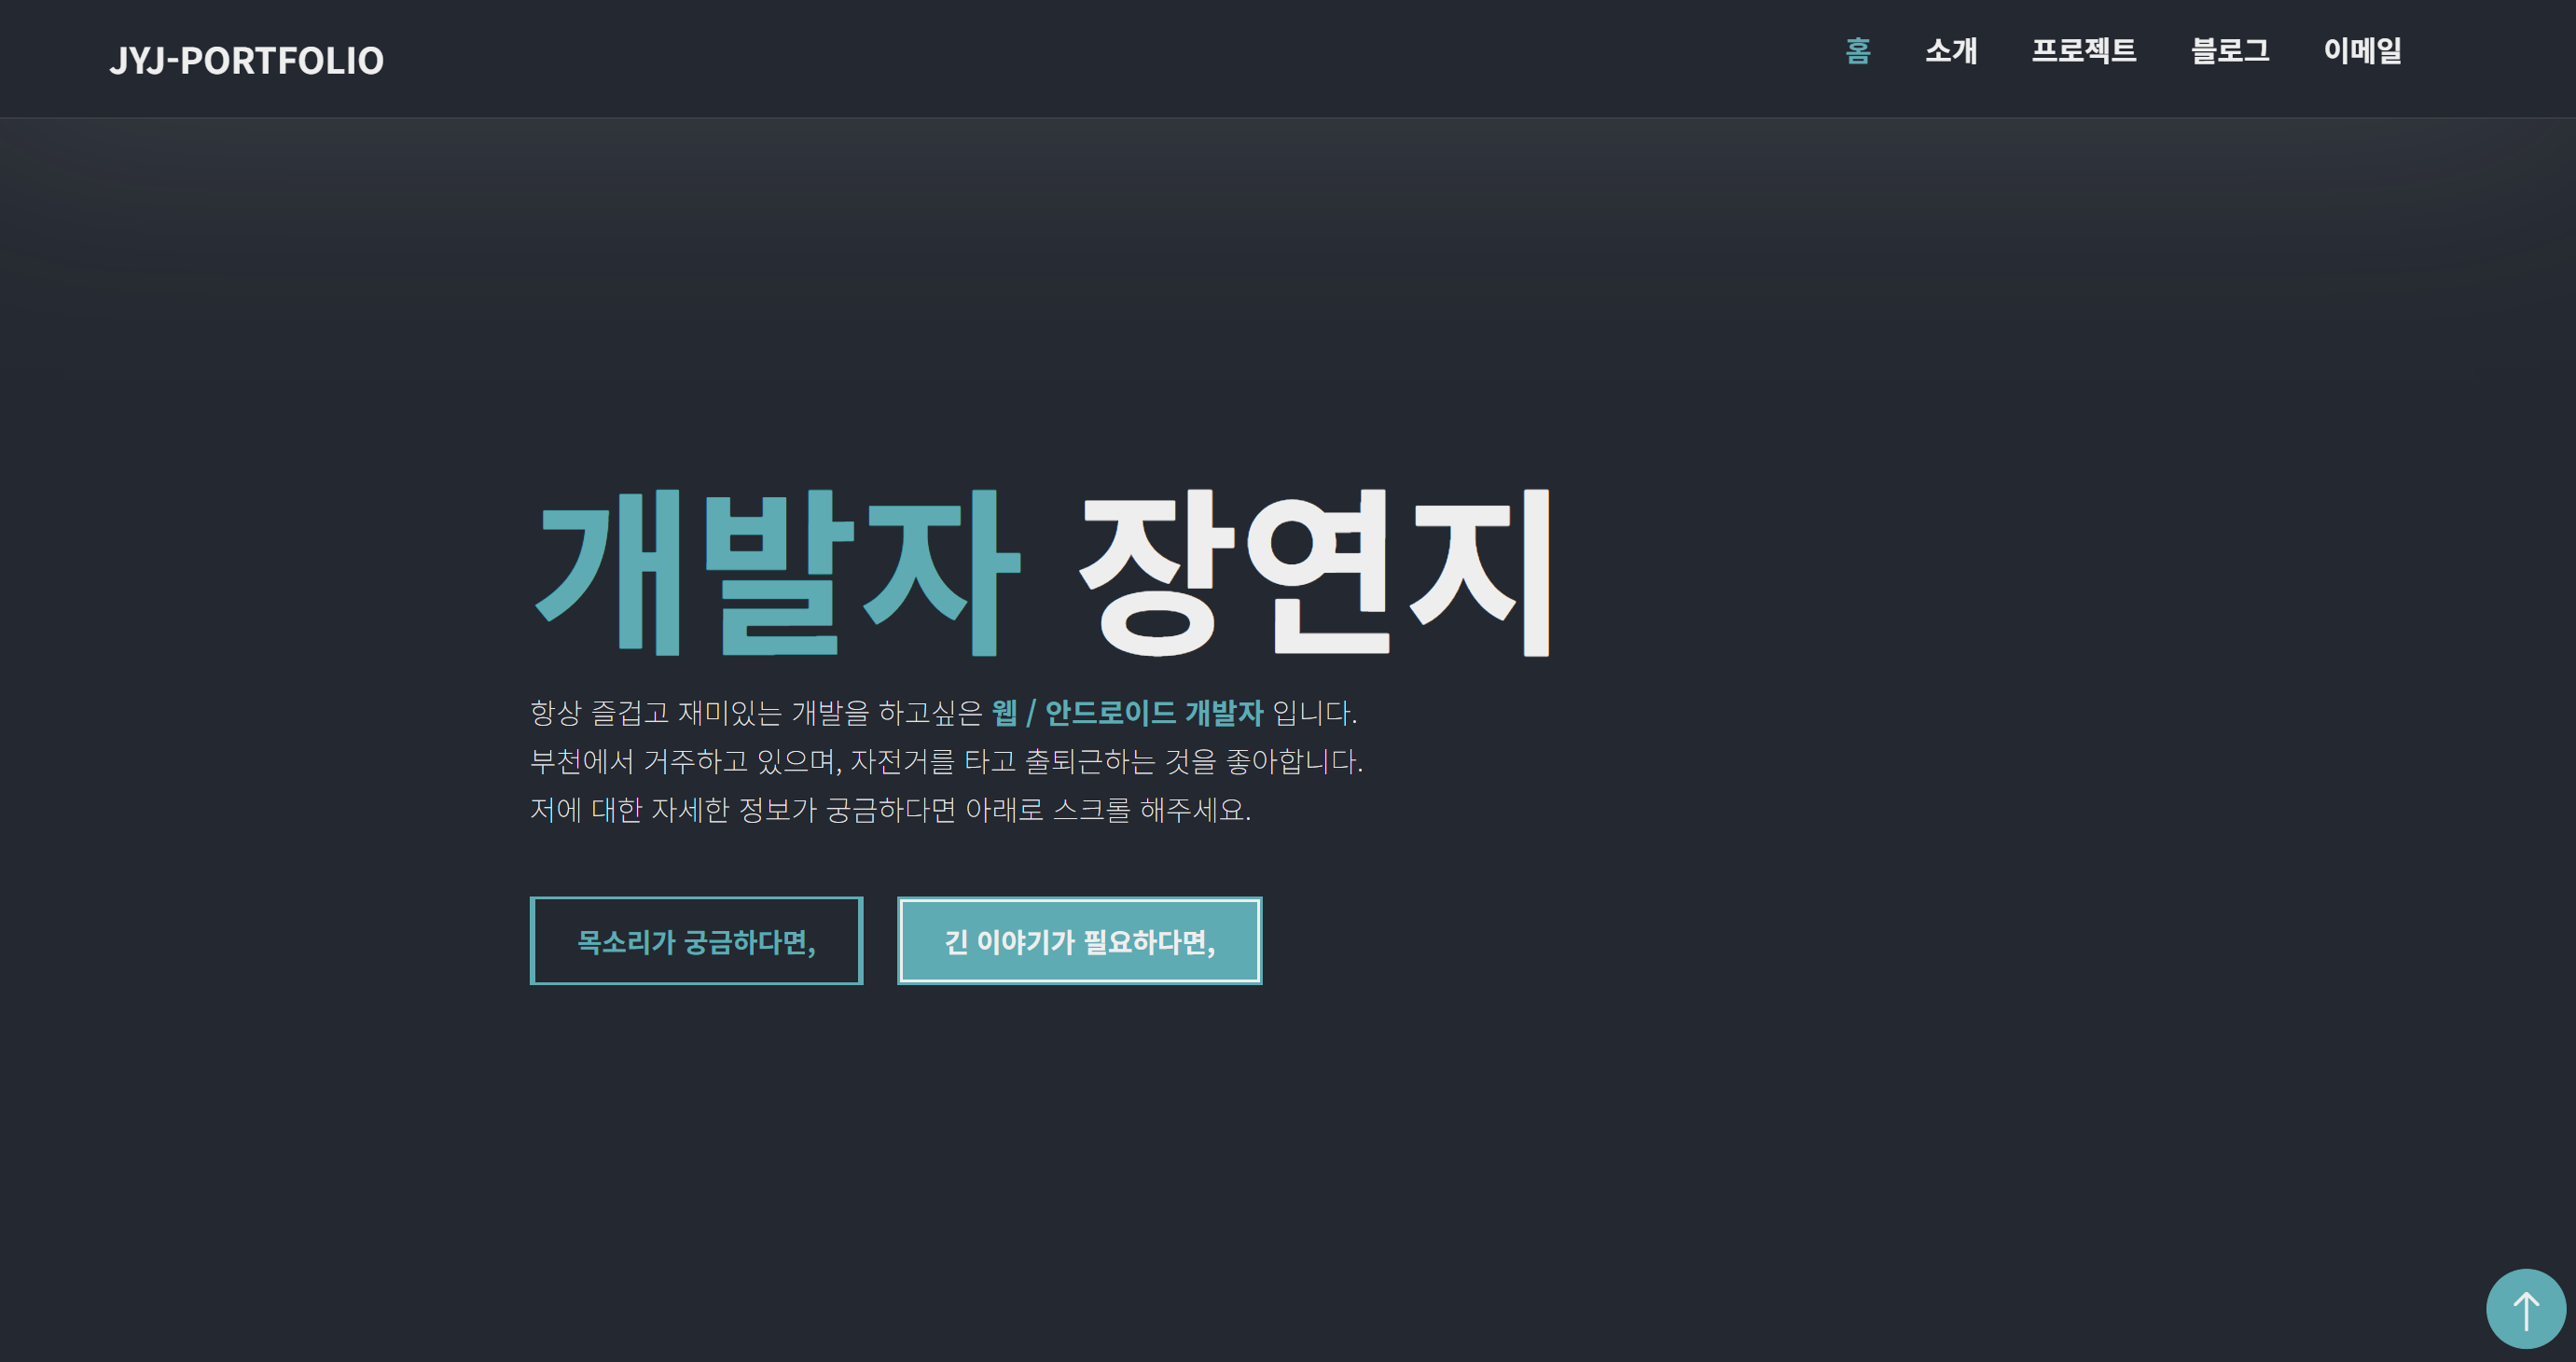 JYJ-PORTFOLIO
홈 소개 프로젝트 블로그 이메일
개발자 장연지
항상 즐겁고 재미있는 개발을 하고싶은 웹 / 안드로이드 개발자 입니다.
부천에서 거주하고 있으며, 자전거를 타고 출퇴근하는 것을 좋아합니다.
저에 대한 자세한 정보가 궁금하다면 아래로 스크롤 해주세요.
목소리가 궁금하다면, 긴 이야기가 필요하다면,